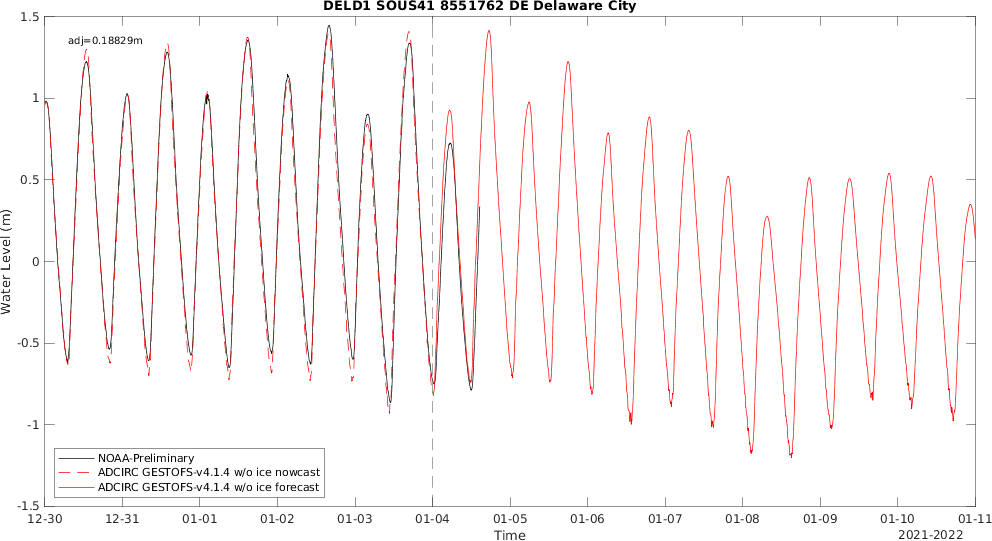 DELD1 SOUS41 8551762 DE Delaware City
adj=0.18829m
1.5
1
0.5
0
-0.5
-1
-1.5
Water Level (m)
NOAA-Preliminary
ADCIRC GESTOFS-v4.1.4 w/o ice nowcast
ADCIRC GESTOFS-v4.1.4 w/o ice forecast
12-30 12-31 01-01 01-02 01-03 01-04 01-05 01-06 01-07 01-08 01-09 01-10 01-11
Time
2021-2022